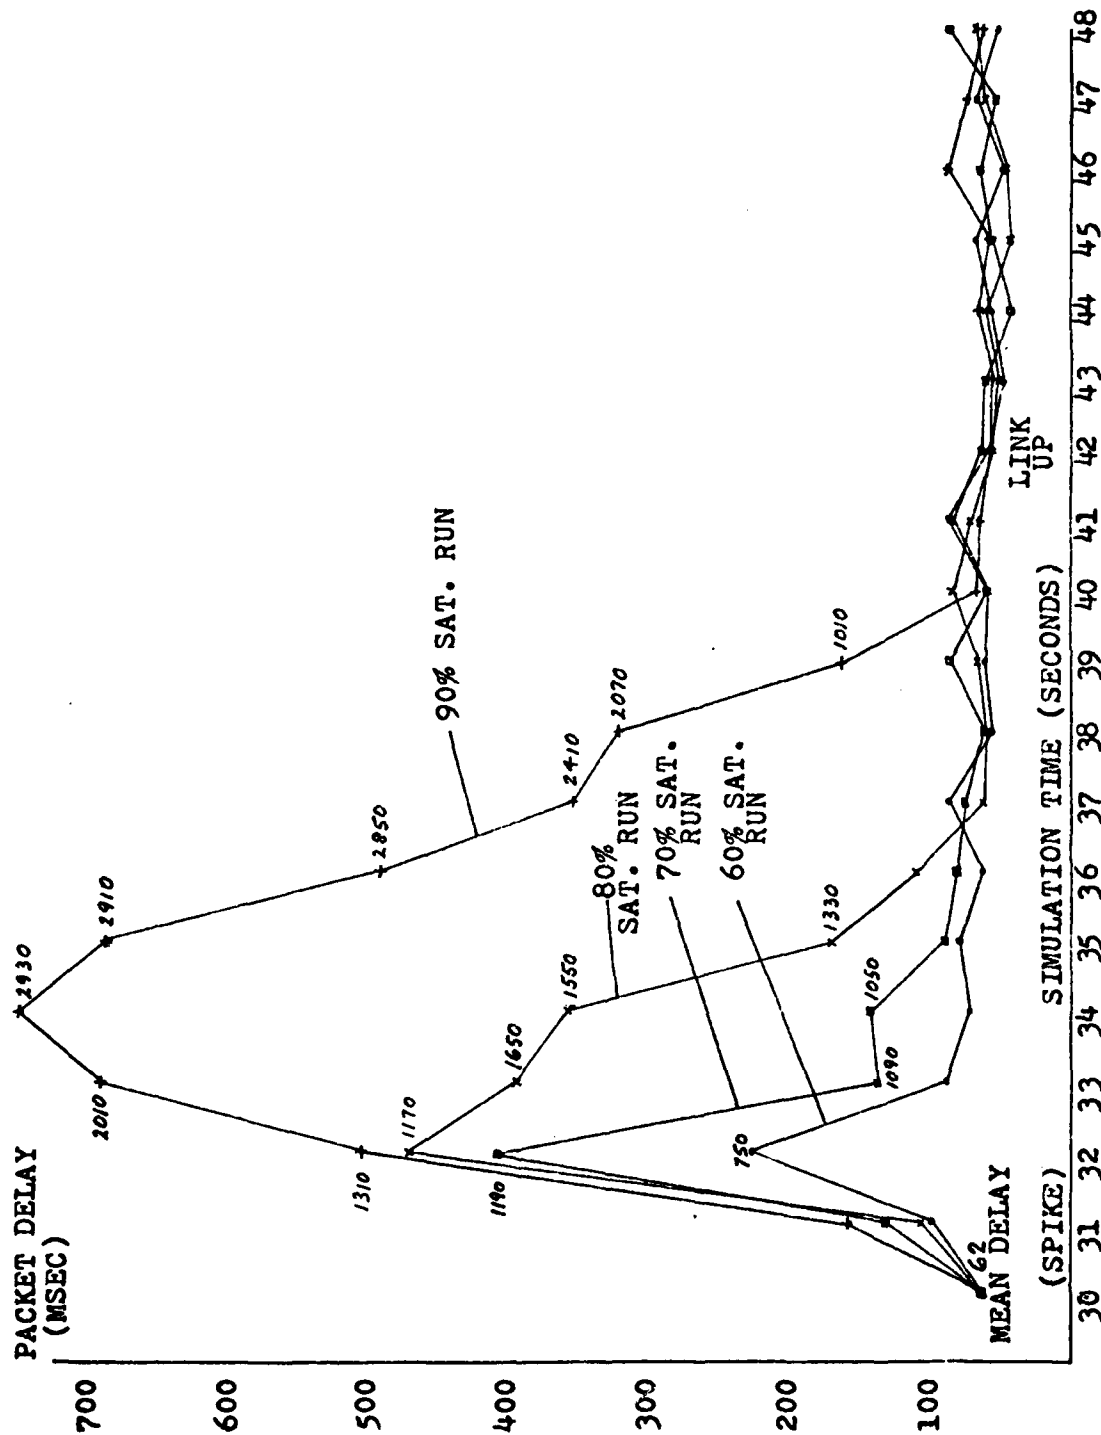 PACKET DELAY
(MSEC)
700
600
500
400
300
200
100
2930
2910
2010
2850
1310
1170
1190
1650
1550
2410
2070
90% SAT. RUN
80%
SAT. RUN
70% SAT.
RUN
60% SAT.
RUN
750
1330
1010
1090
1050
62
MEAN DELAY
(SPIKE)
LINK
UP
SIMULATION TIME (SECONDS)
30 31 32 33 34 35 36 37 38 39 40 41 42 43 44 45 46 47 48